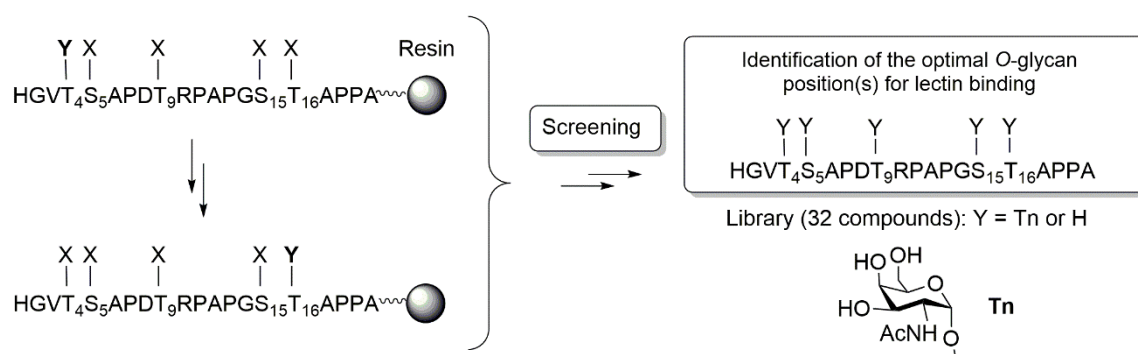 Y X X X X
Resin
HGVT4S5APDT9RPAPGS15T16APPA
X X X X Y
HGVT4S5APDT9RPAPGS15T16APPA
Screening
Identification of the optimal O-glycan
position(s) for lectin binding
Y Y Y Y Y
HGVT4S5APDT9RPAPGS15T16APPA
Library (32 compounds): Y = Tn or H
HO OH
O
HO
AcNH
O
Tn